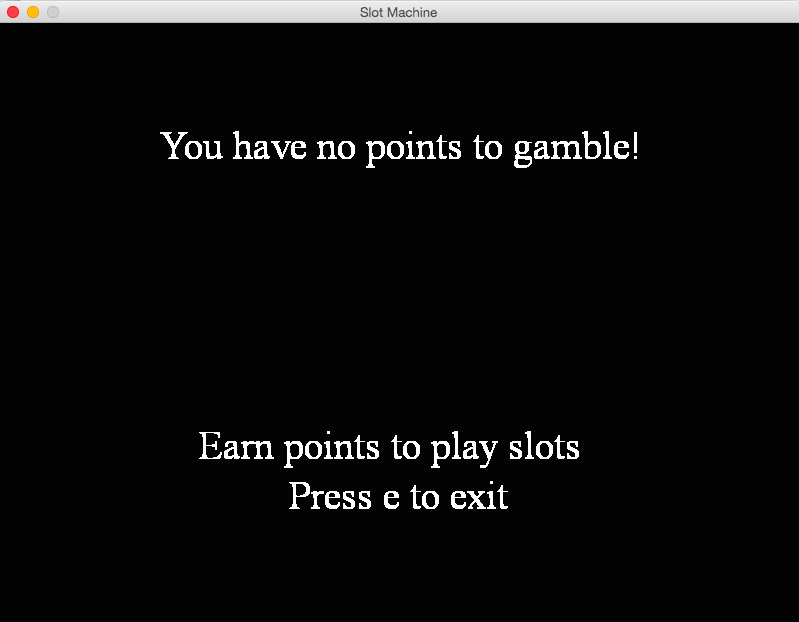 Slot Machine
You have no points to gamble!
Earn points to play slots
Press e to exit